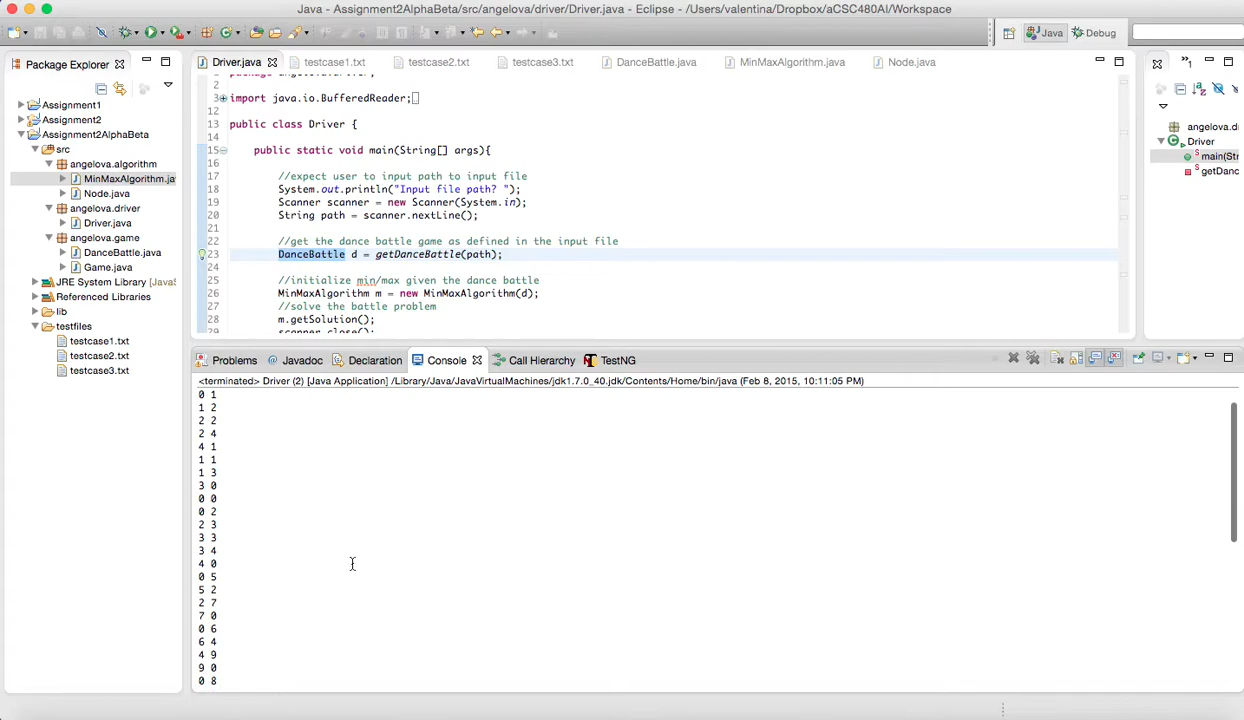 Java - Assignment2AlphaBeta/src/angelova/driver/Driver.java - Eclipse - /Users/valentina/Dropbox/aCSC480AI/Workspace
Java Debug
Package Explorer
Assignment1
Assignment2
Assignment2AlphaBeta
src
angelova.algorithm
MinMaxAlgorithm.ja
Node.java
angelova.driver
Driver.java
angelova.game
DanceBattle.java
Game.java
JRE System Library [JavaS
Referenced Libraries
lib
testfiles
testcase1.txt
testcase2.txt
testcase3.txt
Driver.java testcase1.txt testcase2.txt testcase3.txt DanceBattle.java MinMaxAlgorithm.java Node.java
2
3 import java.io.BufferedReader;
12
13 public class Driver {
14
15 public static void main(String[] args){
16
17 //expect user to input path to input file
18 System.out.println("Input file path? ");
19 Scanner scanner = new Scanner(System.in);
20 String path = scanner.nextLine();
21
22 //get the dance battle game as defined in the input file
23 DanceBattle d = getDanceBattle(path);
24
25 //initialize min/max given the dance battle
26 MinMaxAlgorithm m = new MinMaxAlgorithm(d);
27 //solve the battle problem
28 m.getSolution();
29 scanner.close();
angelova.d
Driver
main(Str
getDanc
Problems Javadoc Declaration Console Call Hierarchy TestNG
<terminated> Driver (2) [Java Application] /Library/Java/JavaVirtualMachines/jdk1.7.0_40.jdk/Contents/Home/bin/java (Feb 8, 2015, 10:11:05 PM)
0 1
1 2
2 2
2 4
4 1
1 1
1 3
3 0
0 0
0 2
2 3
3 3
3 4
4 0
0 5
5 2
2 7
7 0
0 6
6 4
4 9
9 0
0 8